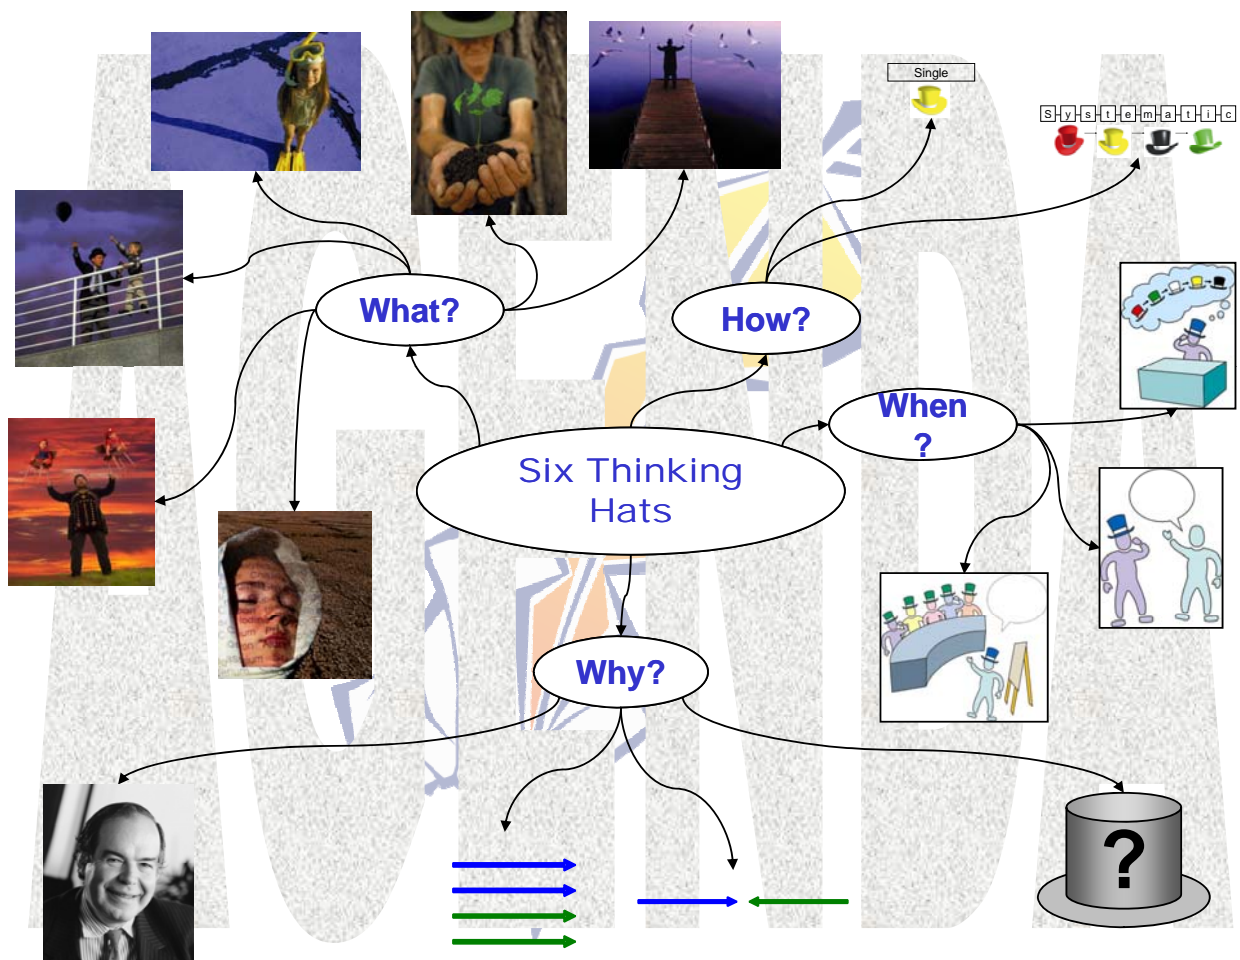 Single
S y s t e m a t i c
What?
How?
When
?
Six Thinking
Hats
Why?
?